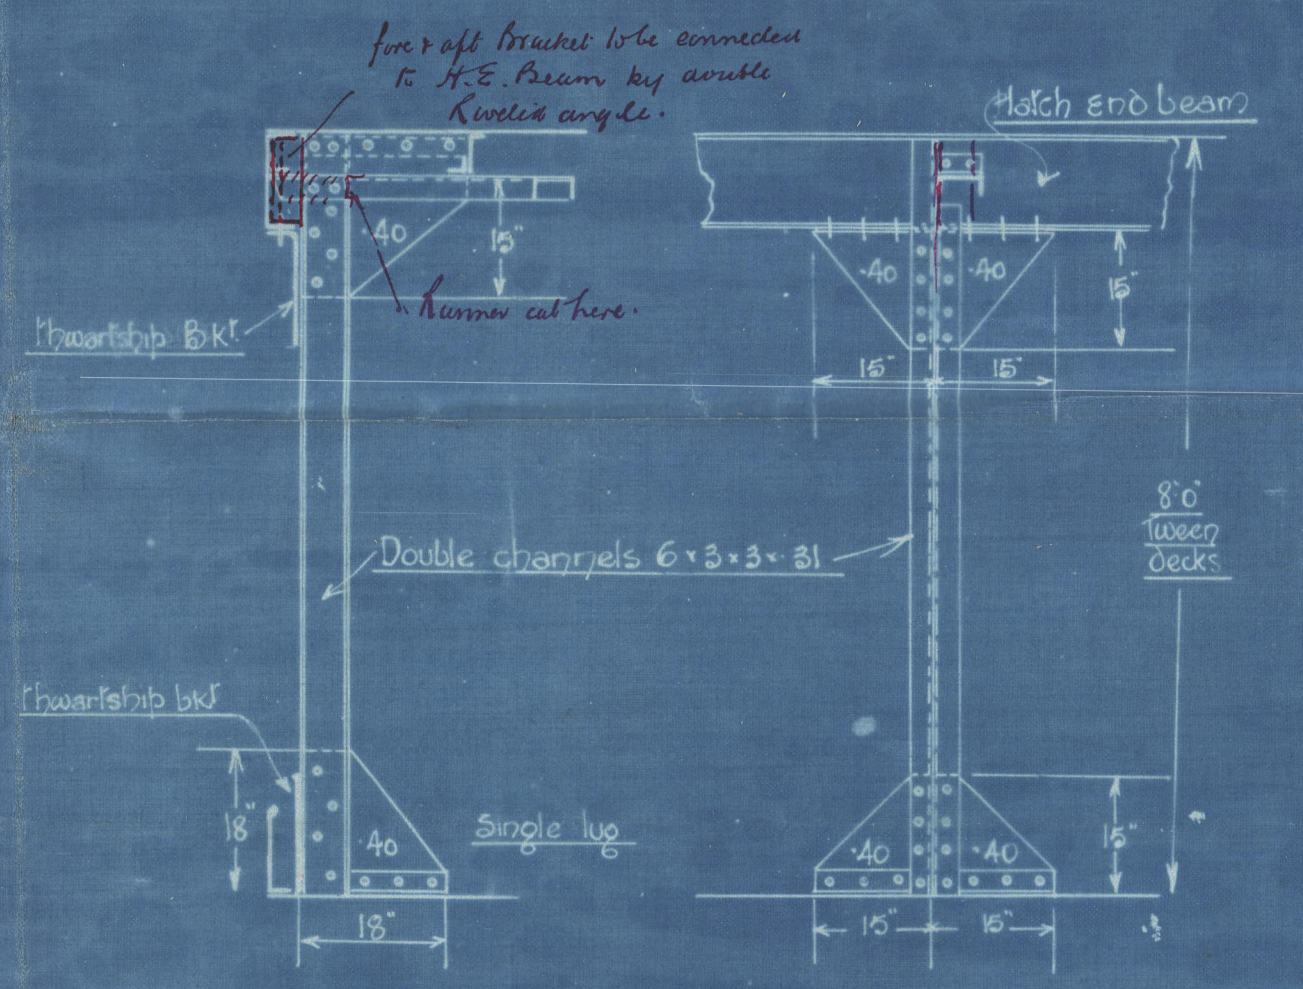 fore & aft Bracket to be connected
to H.E. Beam by double
Riveted angle.
Hatch end beam
.40
15"
Runner cut here.
Thwartship Bkt.
.40
.40
15"
15"
15"
8'.0"
Tween
decks
Double channels 6 × 3 × 3 × .31
Thwartship bkt
18"
.40
Single lug
.40
.40
15"
18"
15"
15"